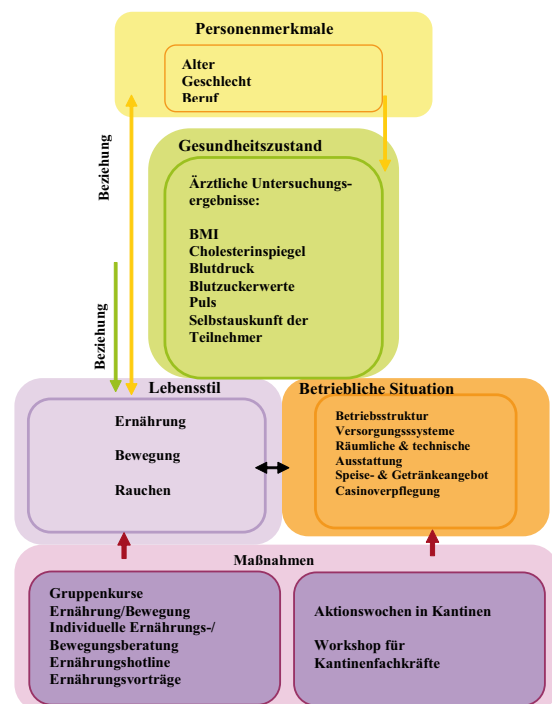 Personenmerkmale
Alter
Geschlecht
Beruf
Beziehung
Gesundheitszustand
Ärztliche Untersuchungs-
ergebnisse:
BMI
Cholesterinspiegel
Blutdruck
Blutzuckerwerte
Puls
Selbstauskunft der
Teilnehmer
Beziehung
Lebensstil
Ernährung
Bewegung
Rauchen
Betriebliche Situation
Betriebsstruktur
Versorgungsssysteme
Räumliche & technische
Ausstattung
Speise- & Getränkeangebot
Casinoverpflegung
Maßnahmen
Gruppenkurse
Ernährung/Bewegung
Individuelle Ernährungs-/
Bewegungsberatung
Ernährungshotline
Ernährungsvorträge
Aktionswochen in Kantinen
Workshop für
Kantinenfachkräfte